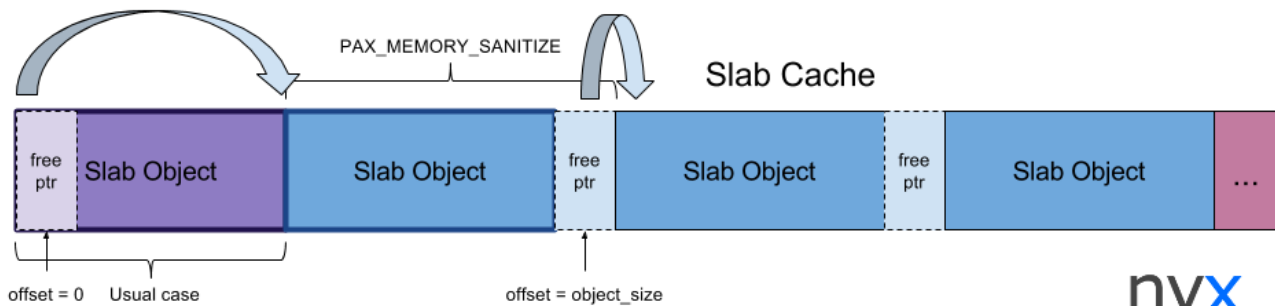 PAX_MEMORY_SANITIZE
Slab Cache
free
ptr
Slab Object
Slab Object
free
ptr
Slab Object
free
ptr
Slab Object
...
offset = 0
Usual case
offset = object_size
nyx